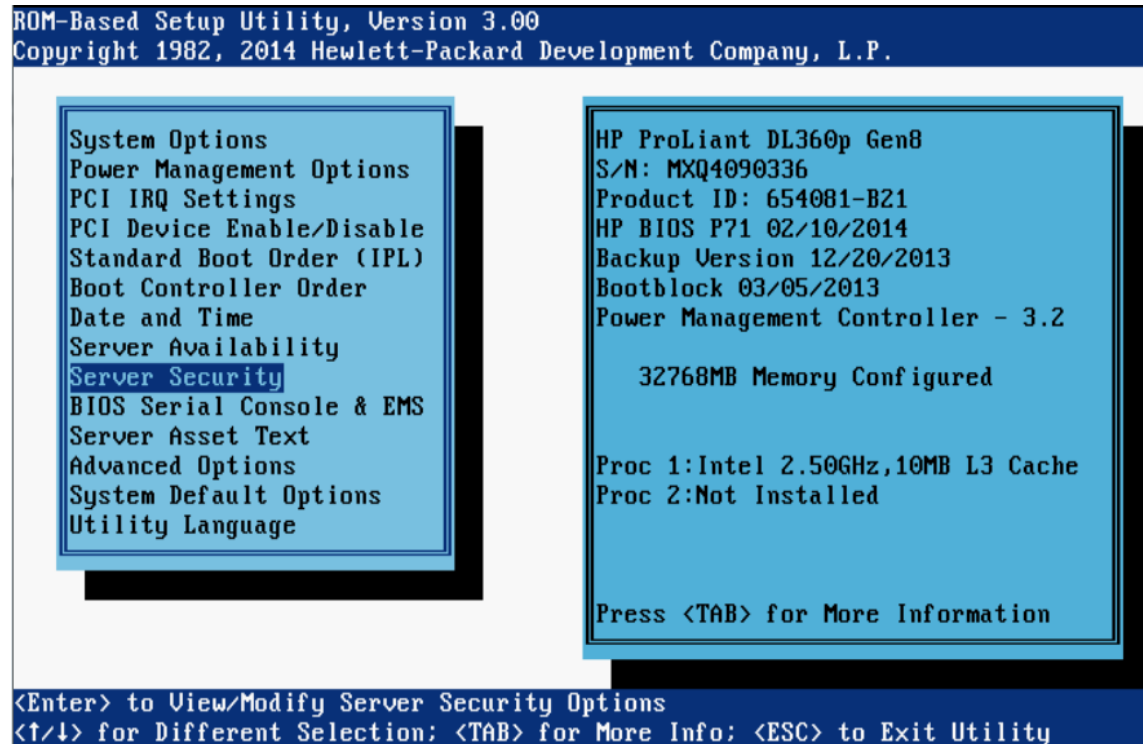 ROM-Based Setup Utility, Version 3.00
Copyright 1982, 2014 Hewlett-Packard Development Company, L.P.
System Options
Power Management Options
PCI IRQ Settings
PCI Device Enable/Disable
Standard Boot Order (IPL)
Boot Controller Order
Date and Time
Server Availability
Server Security
BIOS Serial Console & EMS
Server Asset Text
Advanced Options
System Default Options
Utility Language
HP ProLiant DL360p Gen8
S/N: MXQ4090336
Product ID: 654081-B21
HP BIOS P71 02/10/2014
Backup Version 12/20/2013
Bootblock 03/05/2013
Power Management Controller - 3.2
32768MB Memory Configured
Proc 1:Intel 2.50GHz,10MB L3 Cache
Proc 2:Not Installed
Press <TAB> for More Information
<Enter> to View/Modify Server Security Options
<↑/↓> for Different Selection; <TAB> for More Info; <ESC> to Exit Utility